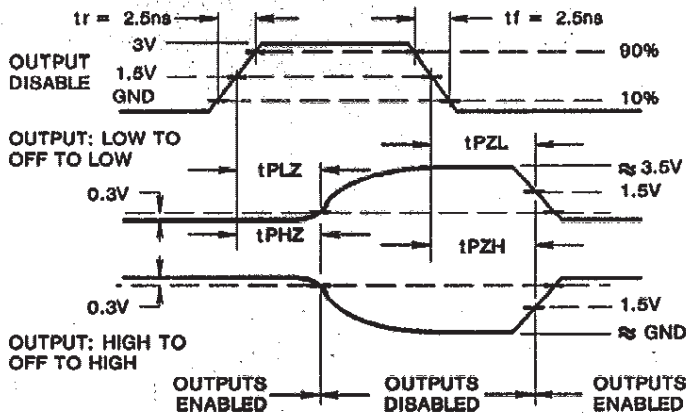 tr = 2.5ns
tf = 2.5ns
3V
90%
OUTPUT
DISABLE
1.5V
GND
10%
OUTPUT: LOW TO
OFF TO LOW
tPLZ
tPZL
≈ 3.5V
0.3V
1.5V
tPHZ
tPZH
0.3V
1.5V
OUTPUT: HIGH TO
OFF TO HIGH
≈ GND
OUTPUTS
ENABLED
OUTPUTS
DISABLED
OUTPUTS
ENABLED